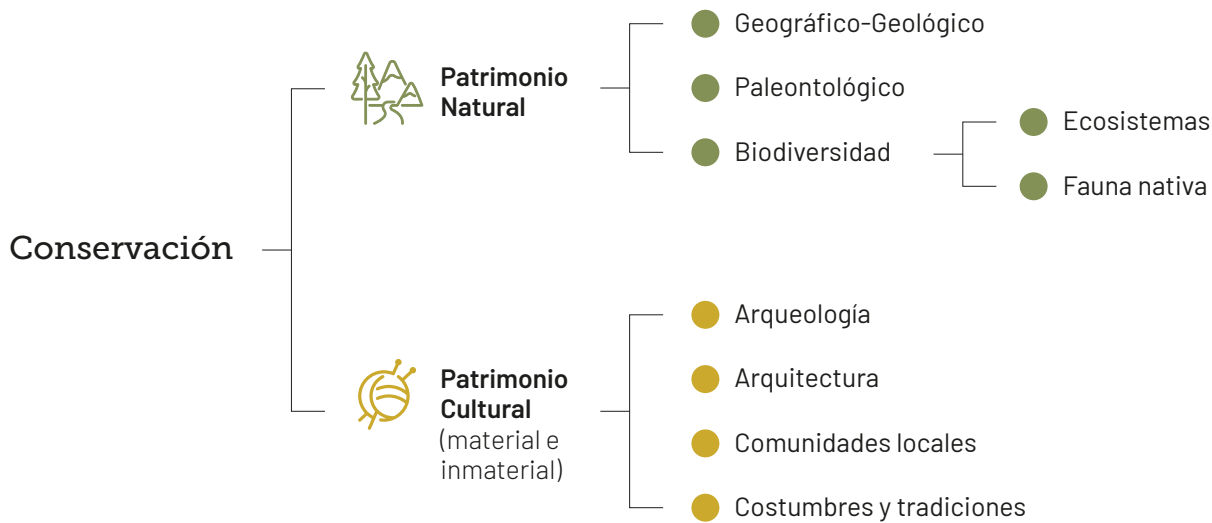 Conservación
Patrimonio
Natural
Geográfico-Geológico
Paleontológico
Biodiversidad
Ecosistemas
Fauna nativa
Patrimonio
Cultural
(material e
inmaterial)
Arqueología
Arquitectura
Comunidades locales
Costumbres y tradiciones